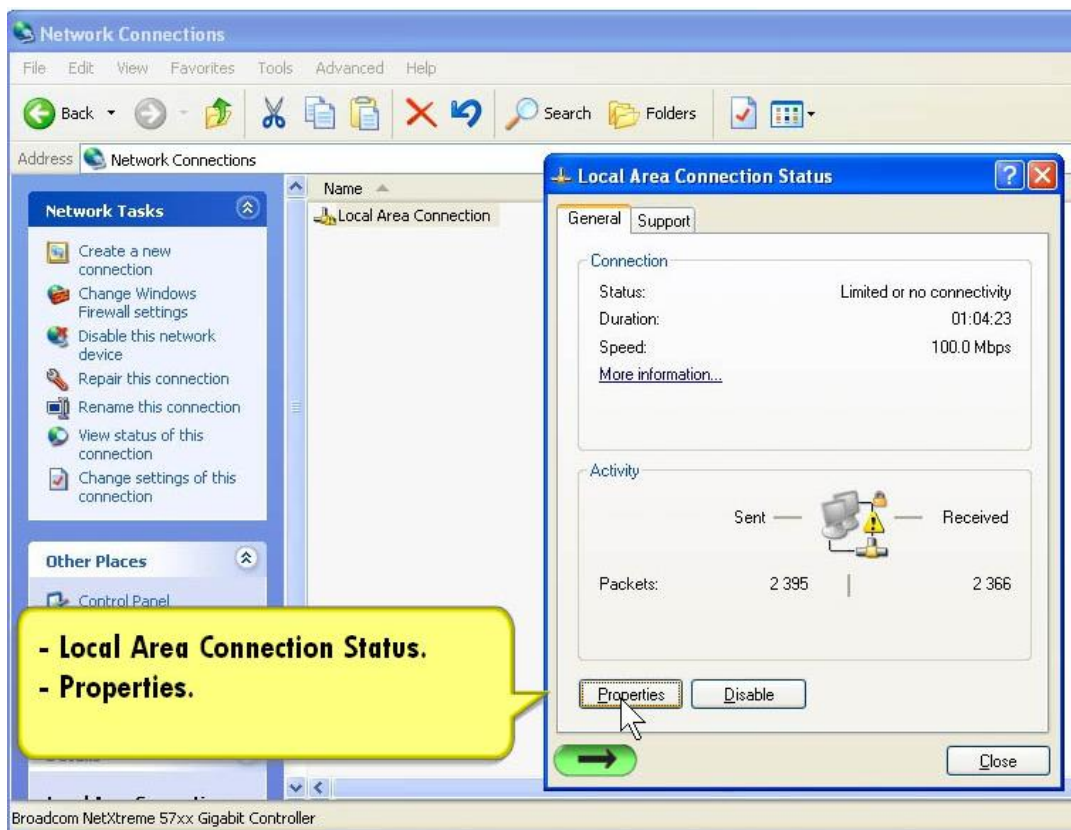 Network Connections
File Edit View Favorites Tools Advanced Help
Back Search Folders
Address Network Connections
Network Tasks
Create a new
connection
Change Windows
Firewall settings
Disable this network
device
Repair this connection
Rename this connection
View status of this
connection
Change settings of this
connection
Other Places
Control Panel
Name
Local Area Connection
Local Area Connection Status
General Support
Connection
Status: Limited or no connectivity
Duration: 01:04:23
Speed: 100.0 Mbps
More information...
Activity
Sent Received
Packets: 2 395 2 366
Properties Disable
Close
- Local Area Connection Status.
- Properties.
Broadcom NetXtreme 57xx Gigabit Controller